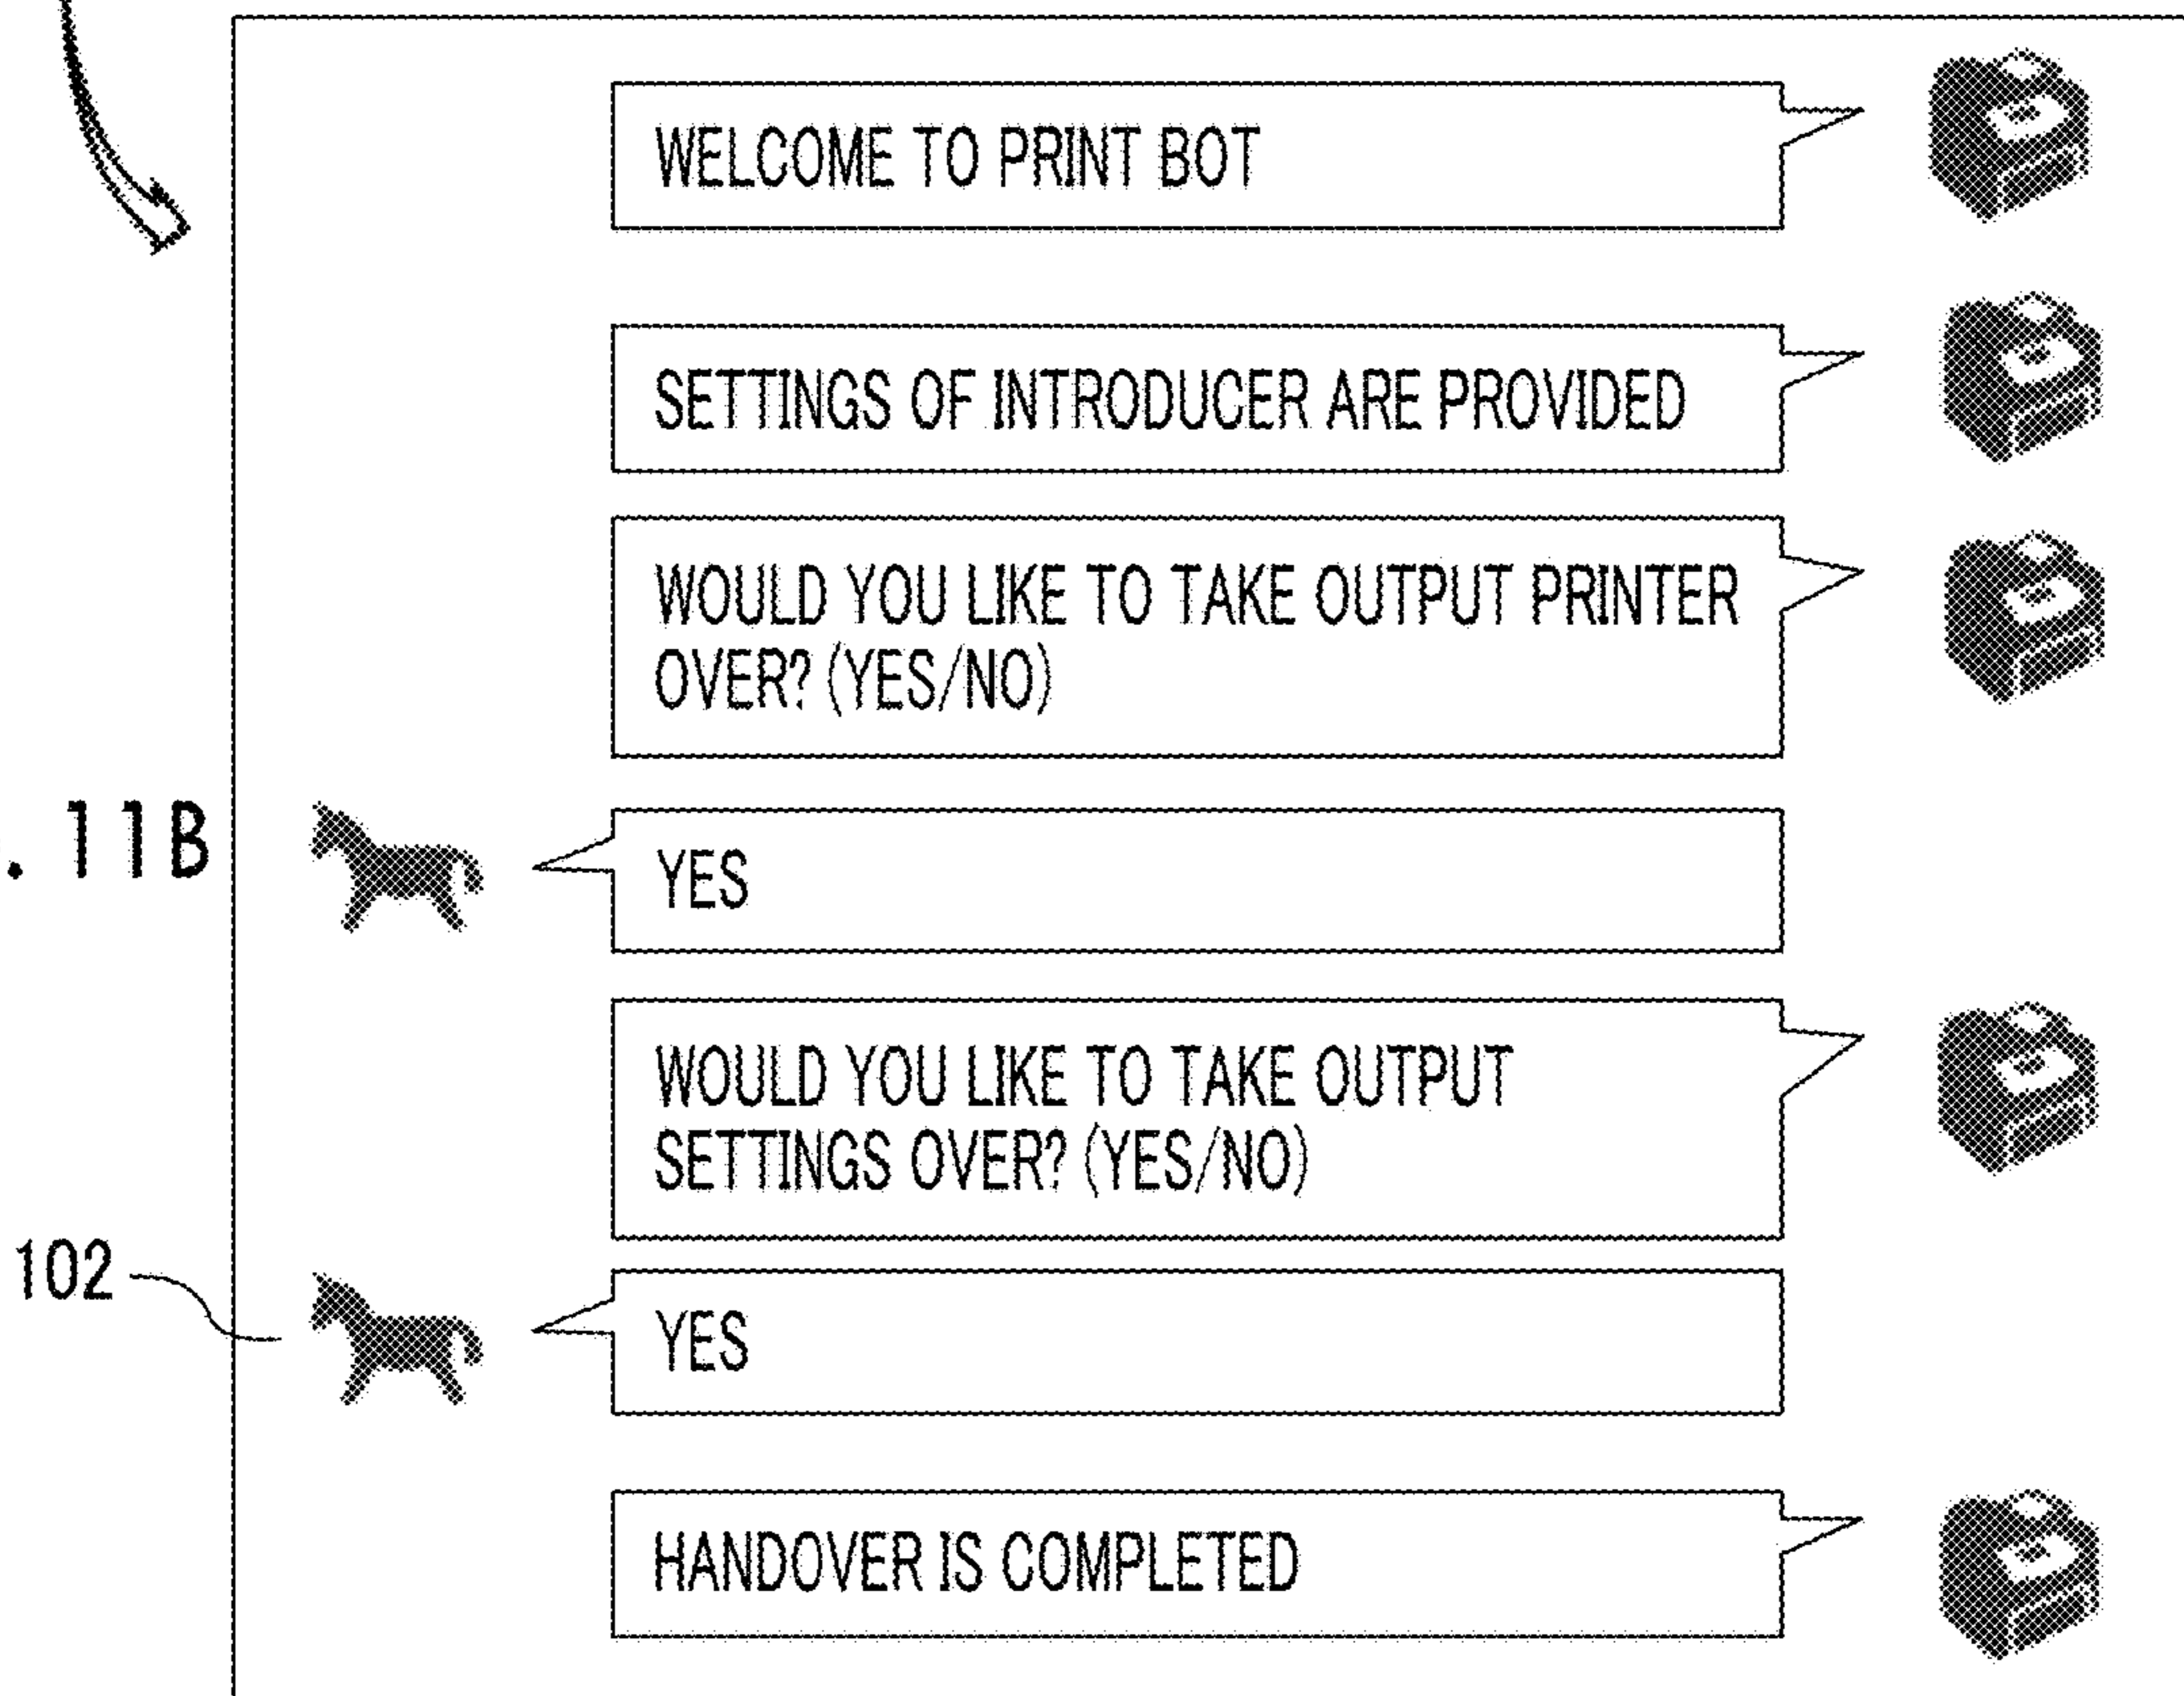 WELCOME TO PRINT BOT
SETTINGS OF INTRODUCER ARE PROVIDED
WOULD YOU LIKE TO TAKE OUTPUT PRINTER
OVER? (YES/NO)
. 11B
YES
WOULD YOU LIKE TO TAKE OUTPUT
SETTINGS OVER? (YES/NO)
102
YES
HANDOVER IS COMPLETED